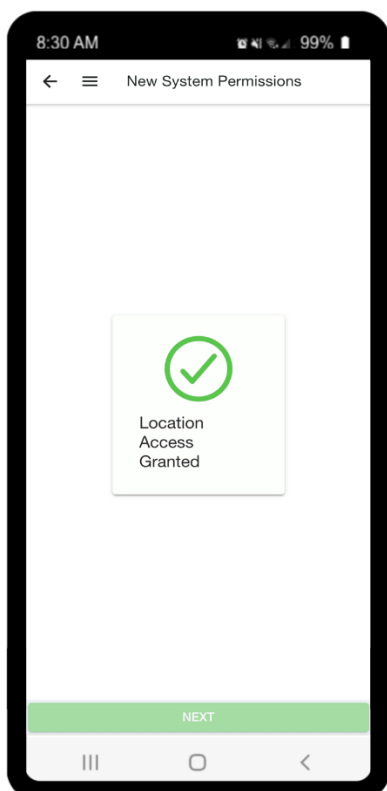 8:30 AM 99%
New System Permissions
Location
Access
Granted
NEXT